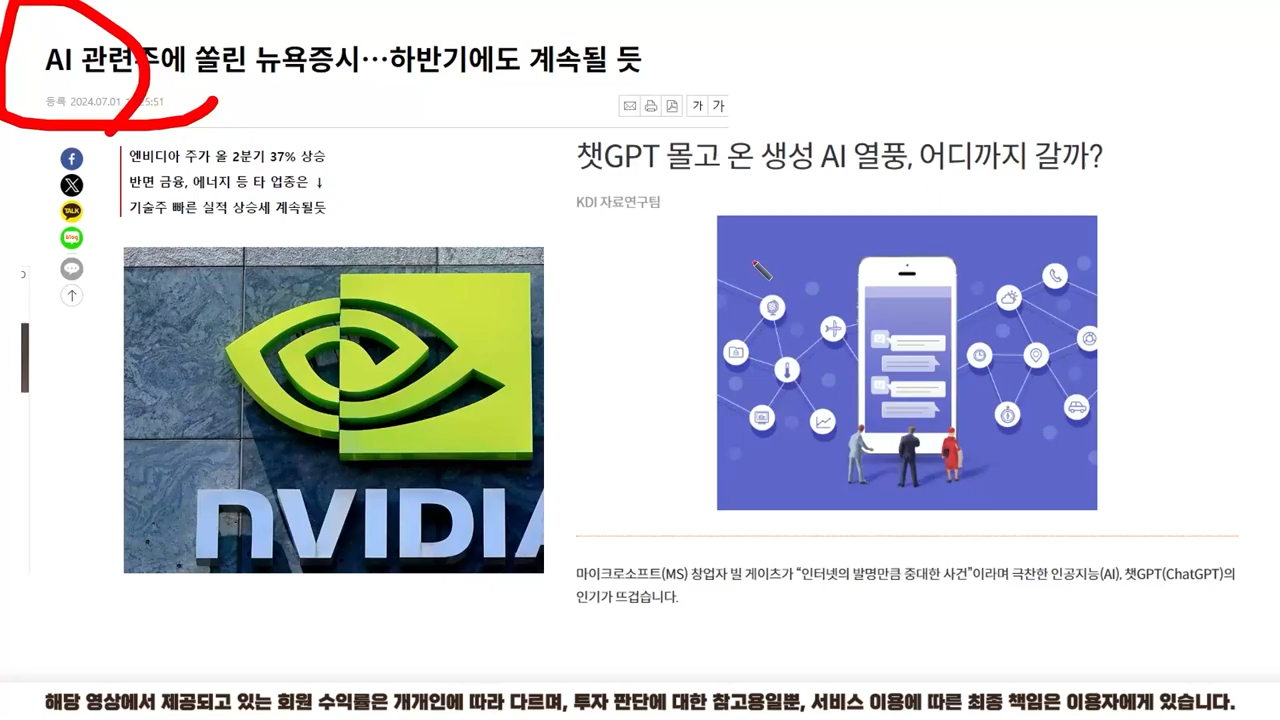 AI 관련주에 쏠린 뉴욕증시…하반기에도 계속될 듯
등록 2024.07.01
가 가
엔비디아 주가 올 2분기 37% 상승
반면 금융, 에너지 등 타 업종은 ↓
기술주 빠른 실적 상승세 계속될듯
TALK
blog
nVIDIA
챗GPT 몰고 온 생성 AI 열풍, 어디까지 갈까?
KDI 자료연구팀
마이크로소프트(MS) 창업자 빌 게이츠가 “인터넷의 발명만큼 중대한 사건”이라며 극찬한 인공지능(AI), 챗GPT(ChatGPT)의
인기가 뜨겁습니다.
해당 영상에서 제공되고 있는 회원 수익률은 개개인에 따라 다르며, 투자 판단에 대한 참고용일뿐, 서비스 이용에 따른 최종 책임은 이용자에게 있습니다.